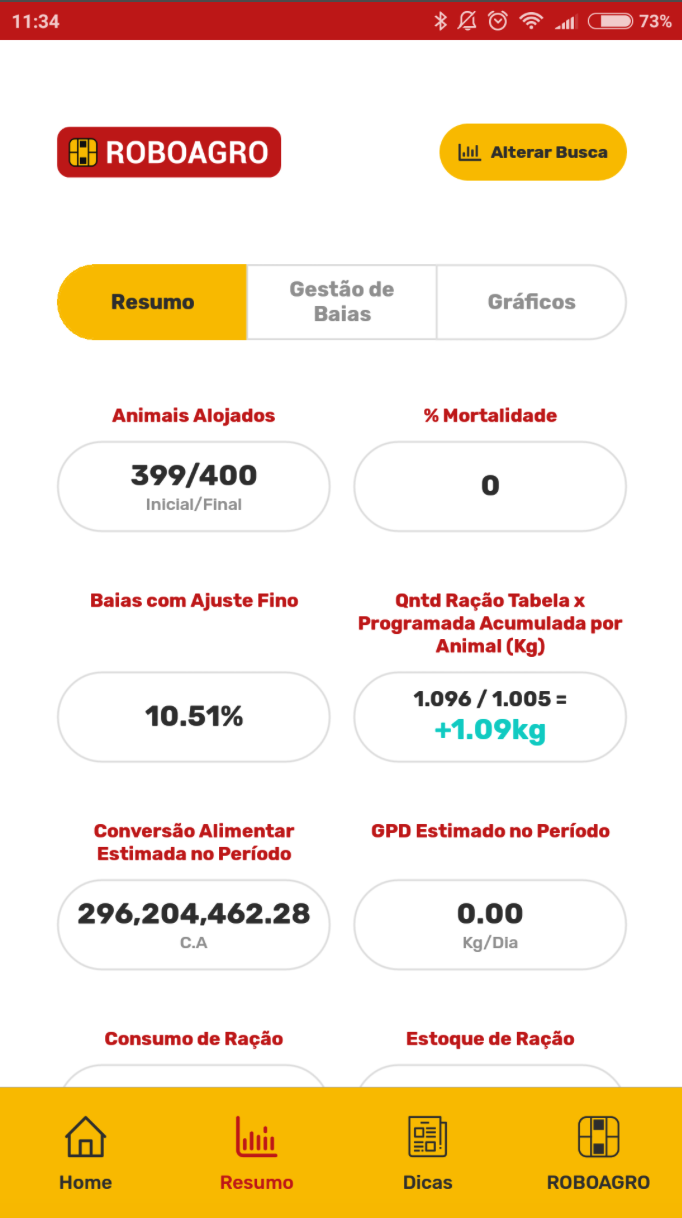 11:34
73%
ROBOAGRO
Alterar Busca
Resumo
Gestão de
Baias
Gráficos
Animais Alojados
% Mortalidade
399/400
Inicial/Final
0
Baias com Ajuste Fino
Qntd Ração Tabela x
Programada Acumulada por
Animal (Kg)
10.51%
1.096 / 1.005 =
+1.09kg
Conversão Alimentar
Estimada no Período
GPD Estimado no Período
296,204,462.28
C.A
0.00
Kg/Dia
Consumo de Ração
Estoque de Ração
Home
Resumo
Dicas
ROBOAGRO